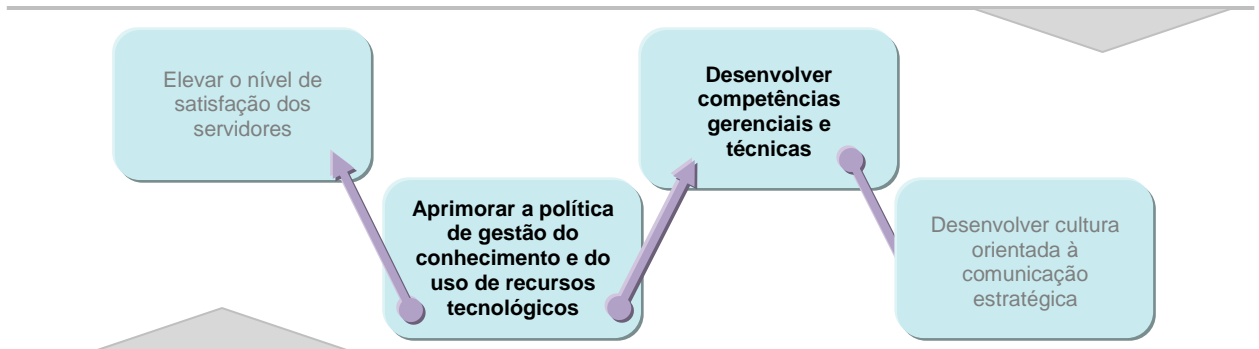 Elevar o nível de
satisfação dos
servidores
Desenvolver
competências
gerenciais e
técnicas
Aprimorar a política
de gestão do
conhecimento e do
uso de recursos
tecnológicos
Desenvolver cultura
orientada à
comunicação
estratégica